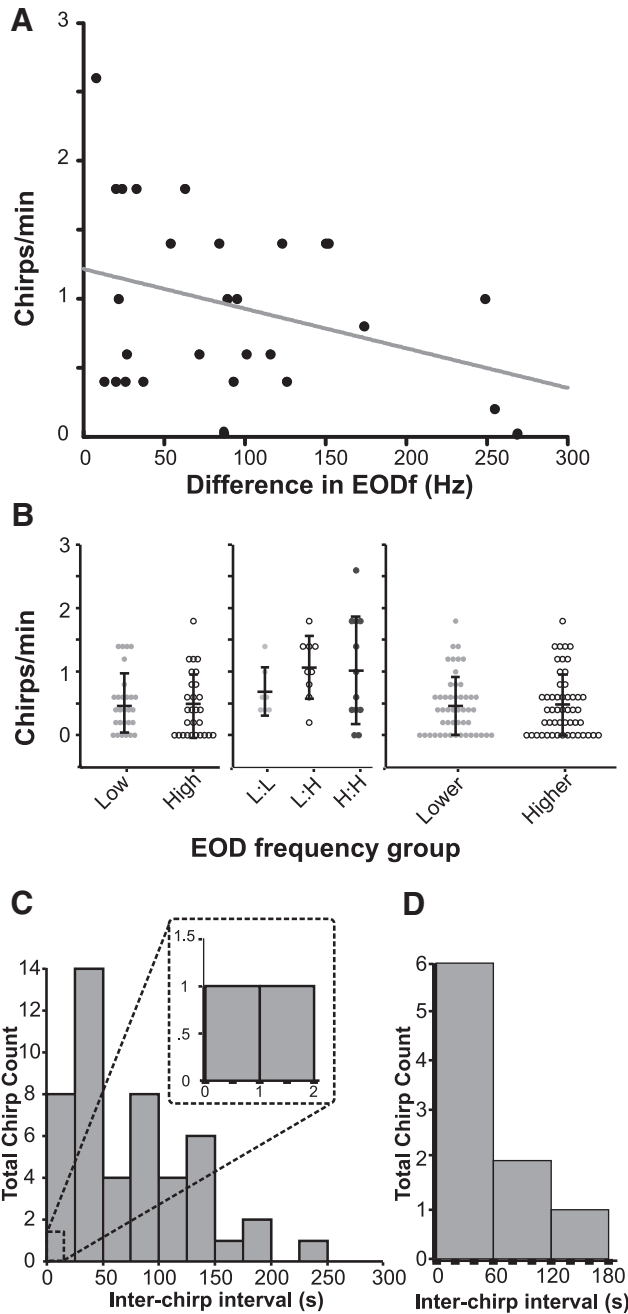 A
3
2
1
0
Chirps/min
0 50 100 150 200 250 300
Difference in EODf (Hz)
B
3
2
1
0
Chirps/min
Low High L:L L:H H:H Lower Higher
EOD frequency group
C
14
12
10
8
6
4
2
0
Total Chirp Count
1.5
1
.5
0
0 1 2
0 50 100 150 200 250 300
Inter-chirp interval (s)
D
6
5
4
3
2
1
0
Total Chirp Count
0 60 120 180
Inter-chirp interval (s)